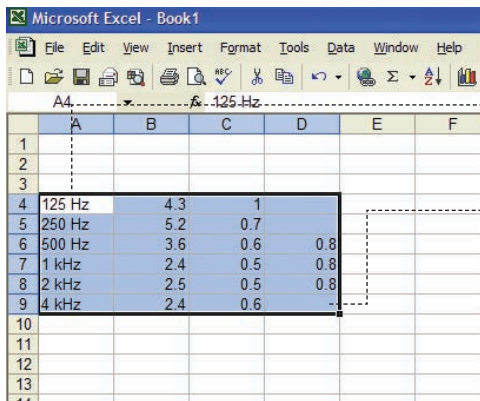 Microsoft Excel - Book1
File Edit View Insert Format Tools Data Window Help
ABC Σ A Z
A4 fx 125 Hz
A B C D E F
1
2
3
4 125 Hz 4.3 1
5 250 Hz 5.2 0.7
6 500 Hz 3.6 0.6 0.8
7 1 kHz 2.4 0.5 0.8
8 2 kHz 2.5 0.5 0.8
9 4 kHz 2.4 0.6
10
11
12
13